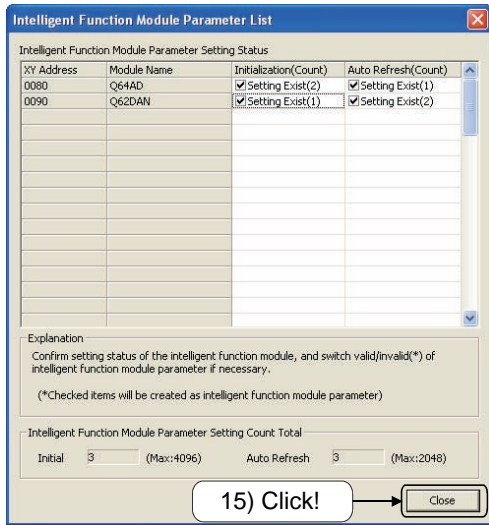 Intelligent Function Module Parameter List
Intelligent Function Module Parameter Setting Status
XY Address Module Name Initialization(Count) Auto Refresh(Count)
0080 Q64AD Setting Exist(2) Setting Exist(1)
0090 Q62DAN Setting Exist(1) Setting Exist(2)
Explanation
Confirm setting status of the intelligent function module, and switch valid/invalid(*) of
intelligent function module parameter if necessary.
(*Checked items will be created as intelligent function module parameter)
Intelligent Function Module Parameter Setting Count Total
Initial 3 (Max:4096) Auto Refresh 3 (Max:2048)
15) Click! Close